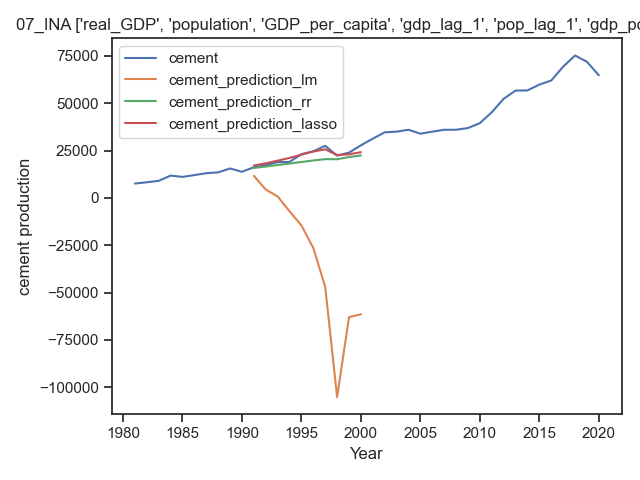 07_INA ['real_GDP', 'population', 'GDP_per_capita', 'gdp_lag_1', 'pop_lag_1', 'gdp_po
cement
cement_prediction_lm
cement_prediction_rr
cement_prediction_lasso
75000
50000
25000
0
−25000
−50000
−75000
−100000
cement production
1980 1985 1990 1995 2000 2005 2010 2015 2020
Year